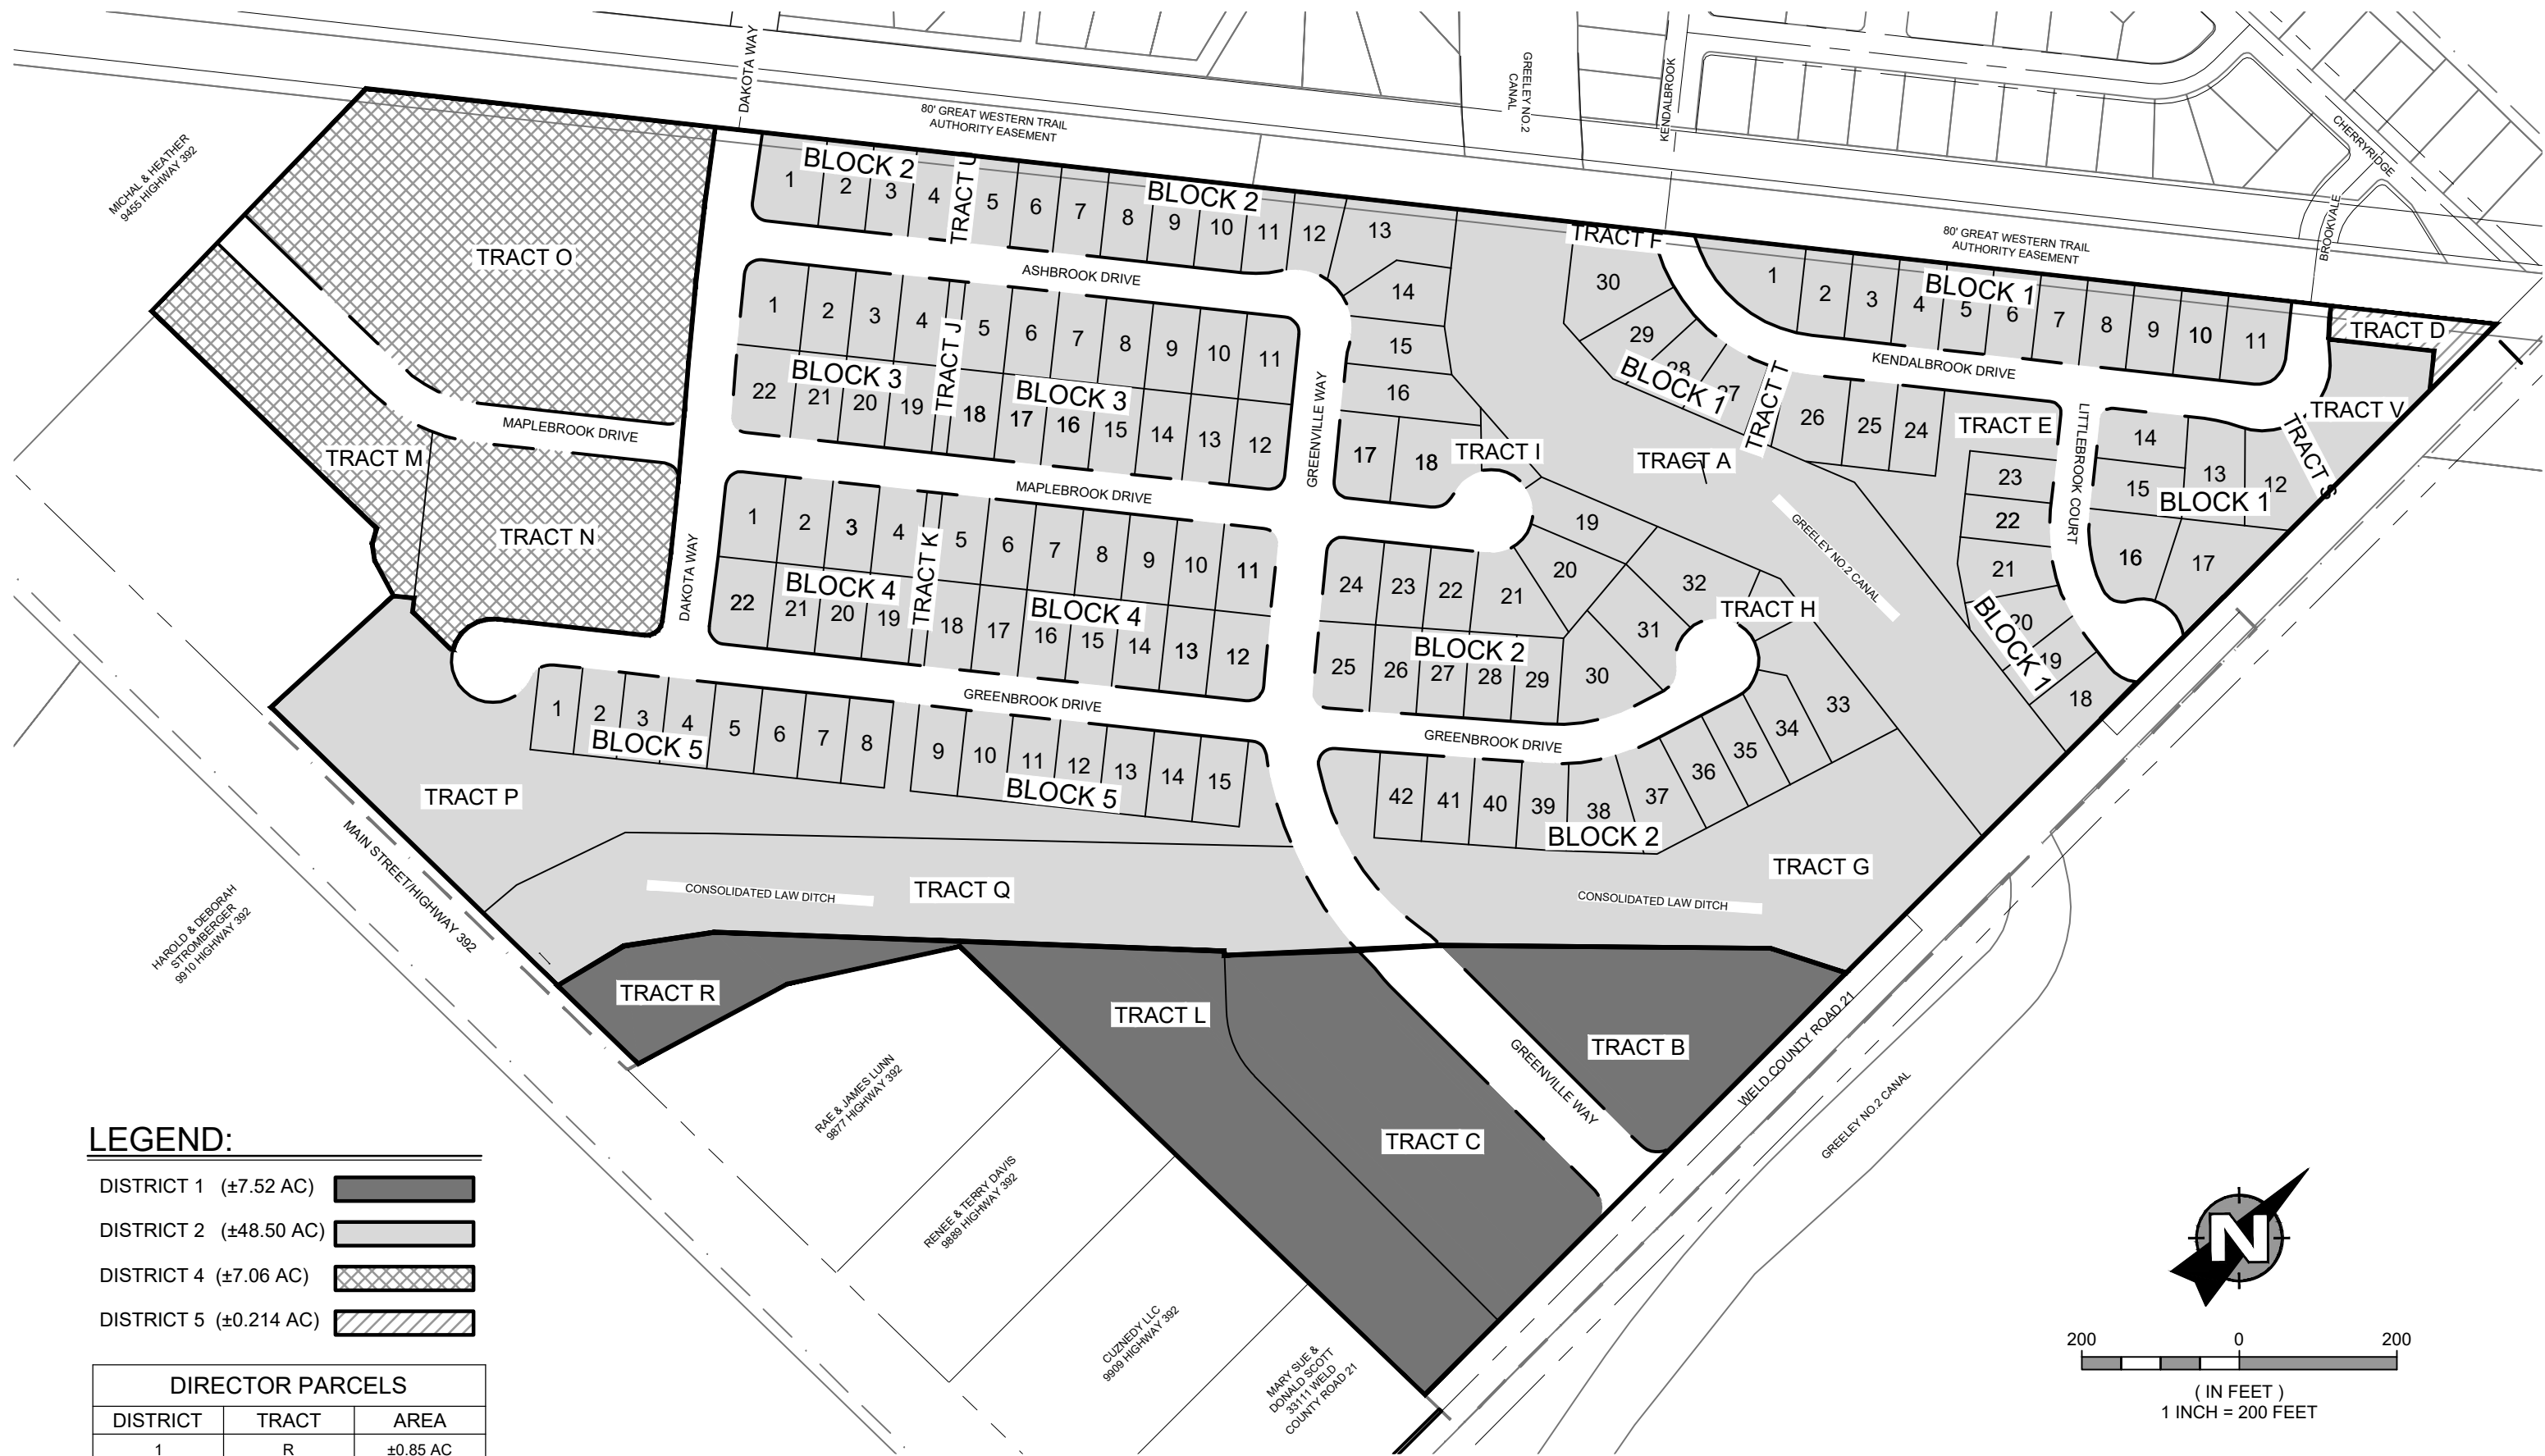 DAKOTA WAY
80' GREAT WESTERN TRAIL
AUTHORITY EASEMENT
GREELEY NO.2
CANAL
KENDALBROOK
CHERRYRIDGE
BROOKVALE
80' GREAT WESTERN TRAIL
AUTHORITY EASEMENT
MICHAL & HEATHER
9455 HIGHWAY 392
TRACT O
BLOCK 2
TRACT U
BLOCK 2
1
2
3
4
5
6
7
8
9
10
11
12
13
14
15
16
17
18
ASHBROOK DRIVE
TRACT F
30
29
28
27
BLOCK 1
TRACT T
26
25
24
TRACT E
BLOCK 1
1
2
3
4
5
6
7
8
9
10
11
KENDALBROOK DRIVE
TRACT D
TRACT V
TRACT S
LITTLEBROOK COURT
14
13
12
15
BLOCK 1
16
17
23
22
21
20
19
18
BLOCK 1
1
2
3
4
TRACT J
5
6
7
8
9
10
11
BLOCK 3
BLOCK 3
22
21
20
19
18
17
16
15
14
13
12
GREENVILLE WAY
MAPLEBROOK DRIVE
TRACT M
TRACT N
DAKOTA WAY
MAPLEBROOK DRIVE
TRACT I
TRACT A
GREELEY NO.2 CANAL
1
2
3
4
TRACT K
5
6
7
8
9
10
11
BLOCK 4
BLOCK 4
22
21
20
19
18
17
16
15
14
13
12
24
23
22
21
20
19
32
31
TRACT H
BLOCK 2
25
26
27
28
29
30
33
34
35
36
37
38
39
40
41
42
BLOCK 2
GREENBROOK DRIVE
GREENBROOK DRIVE
1
2
3
4
5
6
7
8
BLOCK 5
9
10
11
12
13
14
15
BLOCK 5
TRACT P
TRACT G
MAIN STREET/HIGHWAY 392
CONSOLIDATED LAW DITCH
TRACT Q
CONSOLIDATED LAW DITCH
HAROLD & DEBORAH
STROMBERGER
9910 HIGHWAY 392
TRACT R
TRACT L
TRACT B
TRACT C
GREENVILLE WAY
WELD COUNTY ROAD 21
GREELEY NO.2 CANAL
RAE & JAMES LUNN
9877 HIGHWAY 392
RENEE & TERRY DAVIS
9889 HIGHWAY 392
CUZNEDY LLC
9909 HIGHWAY 392
MARY SUE &
DONALD SCOTT
33111 WELD
COUNTY ROAD 21
LEGEND:
DISTRICT 1 (±7.52 AC)
DISTRICT 2 (±48.50 AC)
DISTRICT 4 (±7.06 AC)
DISTRICT 5 (±0.214 AC)
DIRECTOR PARCELS
DISTRICT TRACT AREA
1 R ±0.85 AC
N
200 0 200
( IN FEET )
1 INCH = 200 FEET